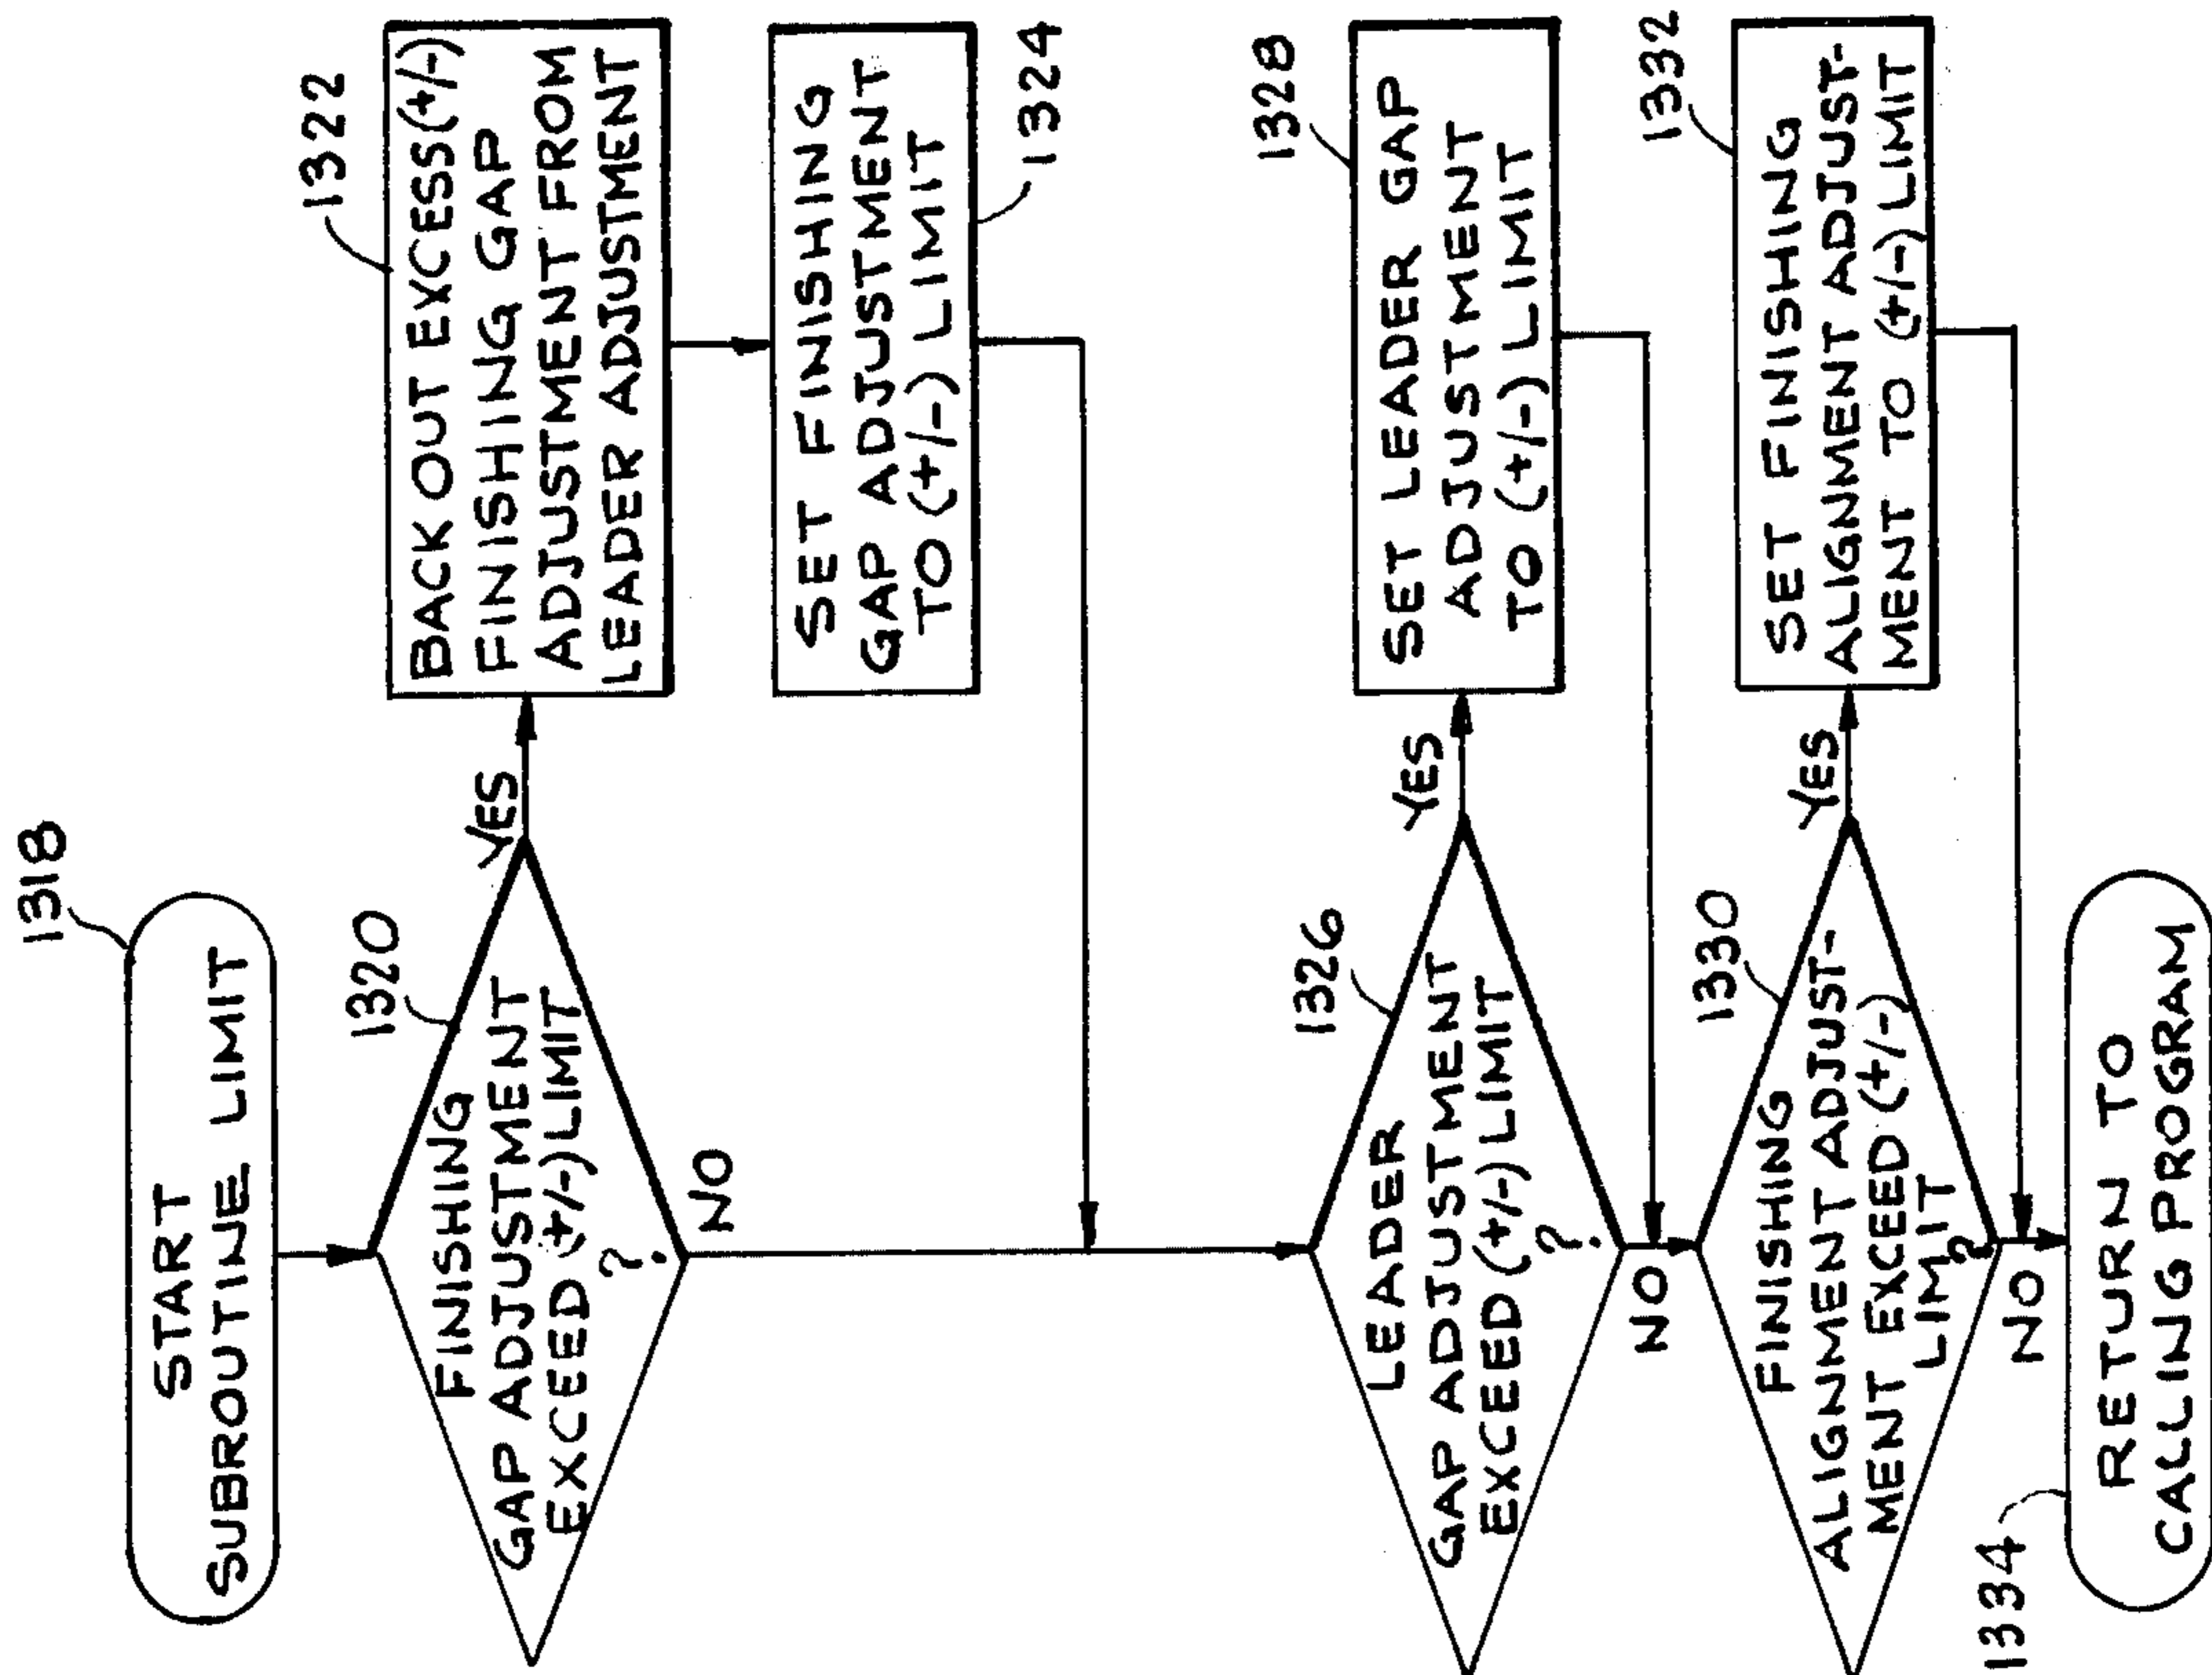 1318
START
SUBROUTINE LIMIT
1320
FINISHING
GAP ADJUSTMENT
EXCEED (+/-) LIMIT
?
YES
NO
1322
BACK OUT EXCESS (+/-)
FINISHING GAP
ADJUSTMENT FROM
LEADER ADJUSTMENT
SET FINISHING
GAP ADJUSTMENT
TO (+/-) LIMIT
1324
1326
LEADER
GAP ADJUSTMENT
EXCEED (+/-) LIMIT
?
YES
NO
1328
SET LEADER GAP
ADJUSTMENT
TO (+/-) LIMIT
1330
FINISHING
ALIGNMENT ADJUST-
MENT EXCEED (+/-)
LIMIT
?
YES
NO
1332
SET FINISHING
ALIGNMENT ADJUST-
MENT TO (+/-) LIMIT
1334
RETURN TO
CALLING PROGRAM